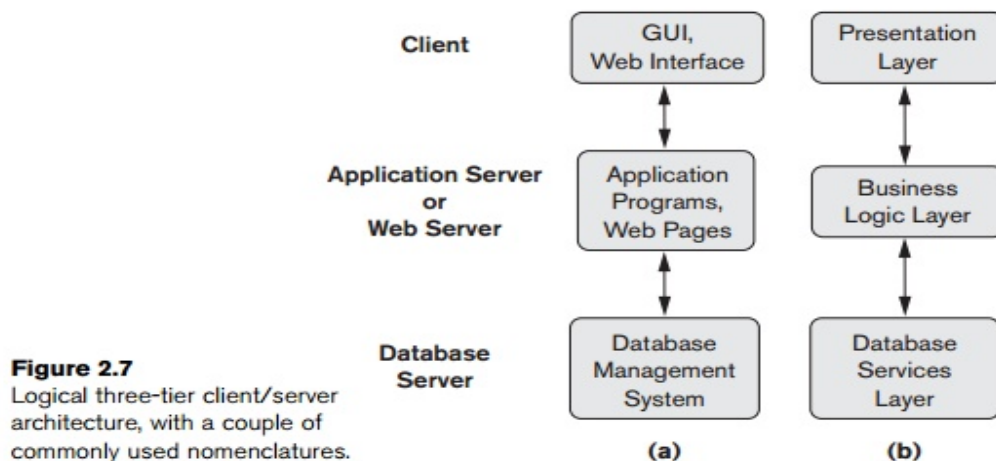 Client
GUI,
Web Interface
Presentation
Layer
Application Server
or
Web Server
Application
Programs,
Web Pages
Business
Logic Layer
Database
Server
Database
Management
System
Database
Services
Layer
Figure 2.7
Logical three-tier client/server
architecture, with a couple of
commonly used nomenclatures.
(a)
(b)